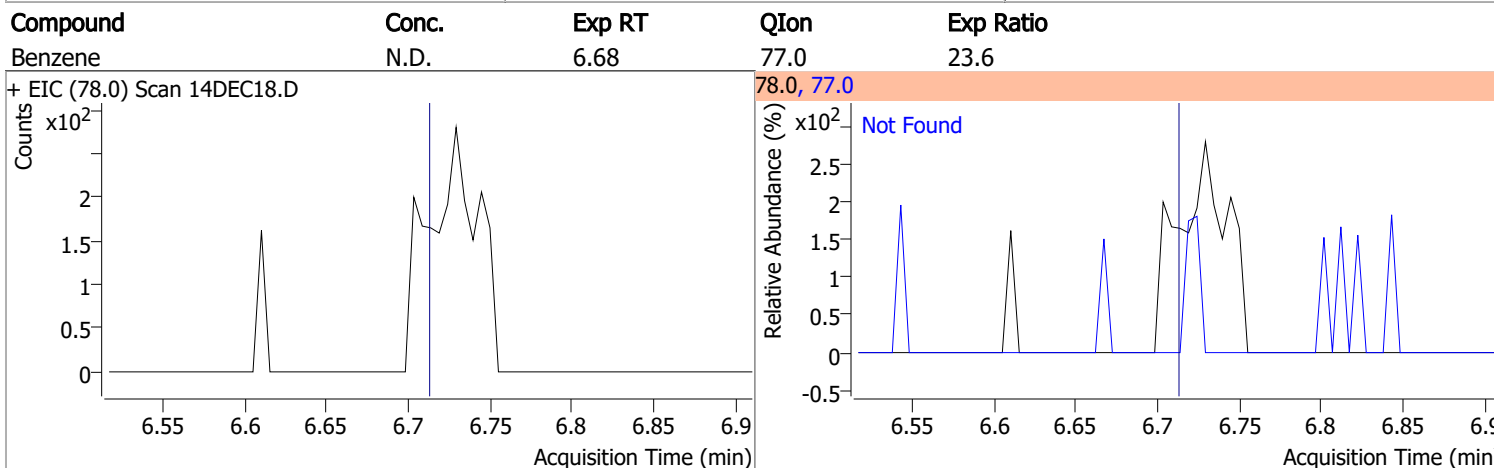 Compound Conc. Exp RT QIon Exp Ratio
Benzene N.D. 6.68 77.0 23.6
+ EIC (78.0) Scan 14DEC18.D
Counts
x10²
2
1.5
1
0.5
0
6.55 6.6 6.65 6.7 6.75 6.8 6.85 6.9
Acquisition Time (min)
78.0, 77.0
Relative Abundance (%)
x10²
Not Found
2.5
2
1.5
1
0.5
0
-0.5
6.55 6.6 6.65 6.7 6.75 6.8 6.85 6.9
Acquisition Time (min)